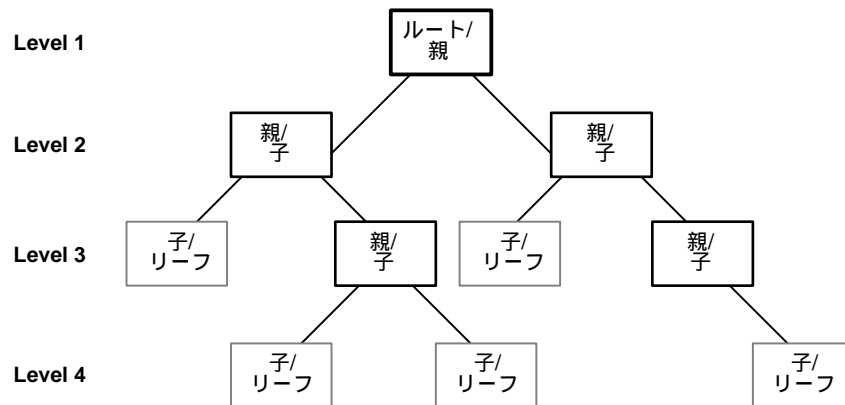 Level 1
ルート/
親
Level 2
親/
子
親/
子
Level 3
子/
リーフ
親/
子
子/
リーフ
親/
子
Level 4
子/
リーフ
子/
リーフ
子/
リーフ